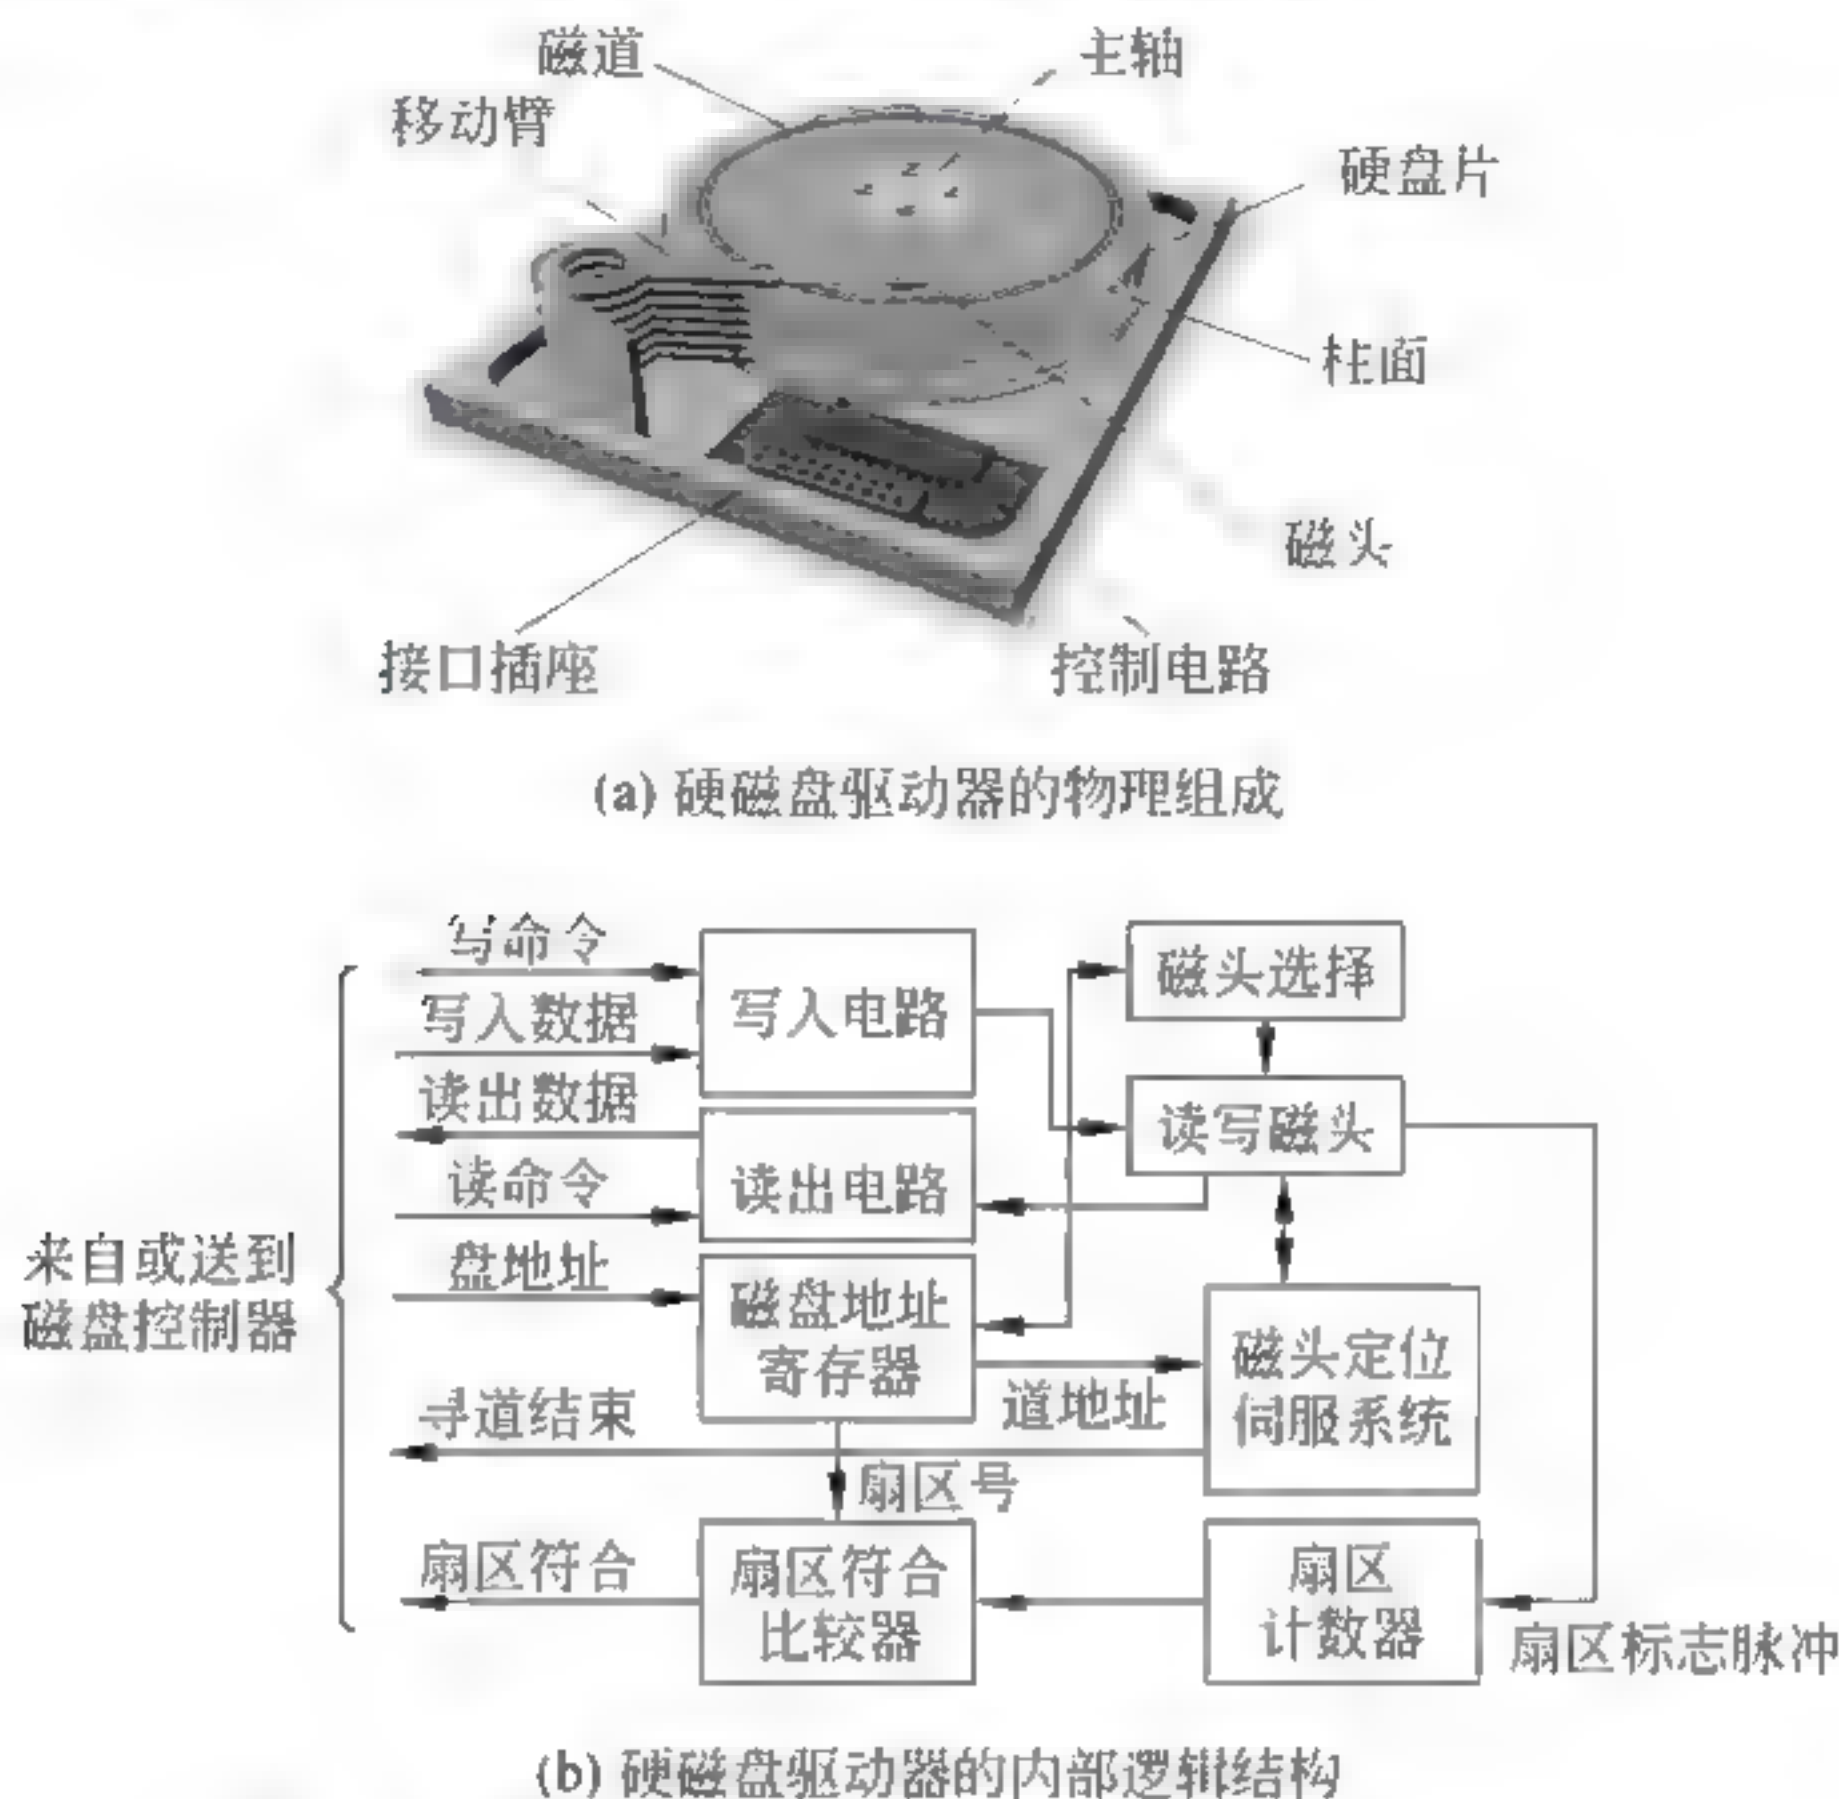 磁道
主轴
移动臂
硬盘片
柱面
磁头
接口插座
控制电路
(a) 硬磁盘驱动器的物理组成
写命令
写入数据
读出数据
读命令
盘地址
寻道结束
扇区符合
来自或送到
磁盘控制器
写入电路
读出电路
磁盘地址
寄存器
扇区号
扇区符合
比较器
磁头选择
读写磁头
道地址
磁头定位
伺服系统
扇区
计数器
扇区标志脉冲
(b) 硬磁盘驱动器的内部逻辑结构